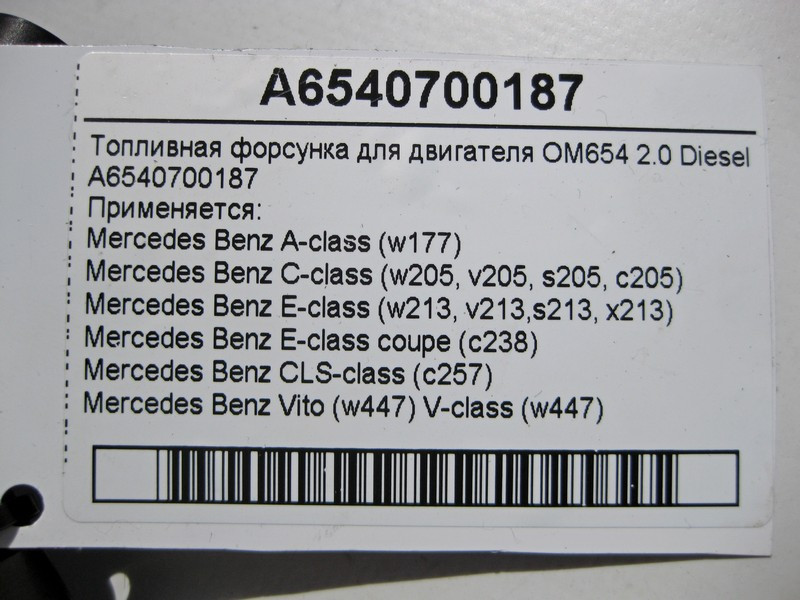 A6540700187
Топливная форсунка для двигателя OM654 2.0 Diesel
A6540700187
Применяется:
Mercedes Benz A-class (w177)
Mercedes Benz C-class (w205, v205, s205, c205)
Mercedes Benz E-class (w213, v213,s213, x213)
Mercedes Benz E-class coupe (c238)
Mercedes Benz CLS-class (c257)
Mercedes Benz Vito (w447) V-class (w447)